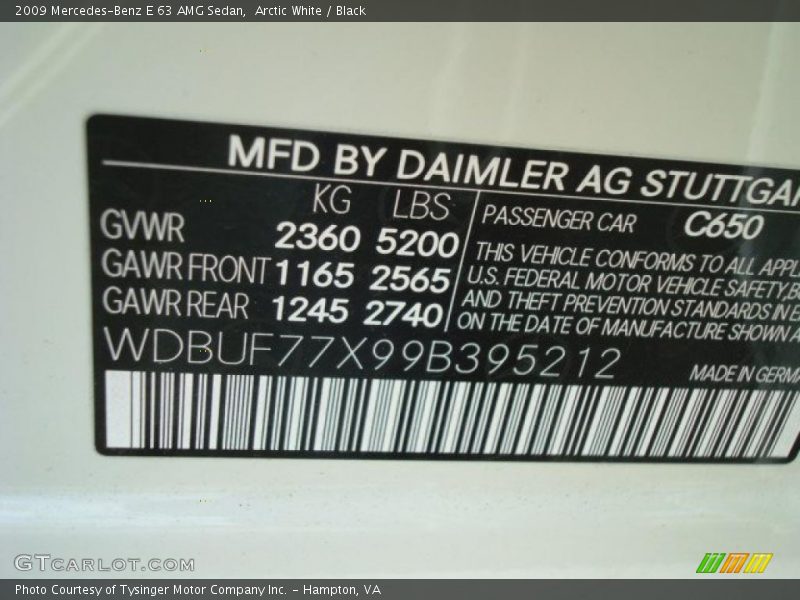 2009 Mercedes-Benz E 63 AMG Sedan,  Arctic White / Black
MFD BY DAIMLER AG STUTTGAR
KG LBS
GVWR 2360 5200
GAWR FRONT 1165 2565
GAWR REAR 1245 2740
PASSENGER CAR C650
THIS VEHICLE CONFORMS TO ALL APPL
U.S. FEDERAL MOTOR VEHICLE SAFETY, B
AND THEFT PREVENTION STANDARDS IN E
ON THE DATE OF MANUFACTURE SHOWN A
WDBUF77X99B395212
MADE IN GERMA
GTCARLOT.COM
Photo Courtesy of Tysinger Motor Company Inc. - Hampton, VA